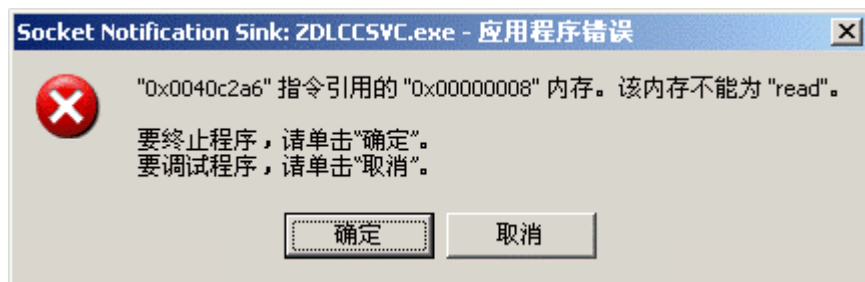 Socket Notification Sink: ZDLCCSVC.exe - 应用程序错误
"0x0040c2a6" 指令引用的 "0x00000008" 内存。该内存不能为 "read"。
要终止程序，请单击“确定”。
要调试程序，请单击“取消”。
确定 取消